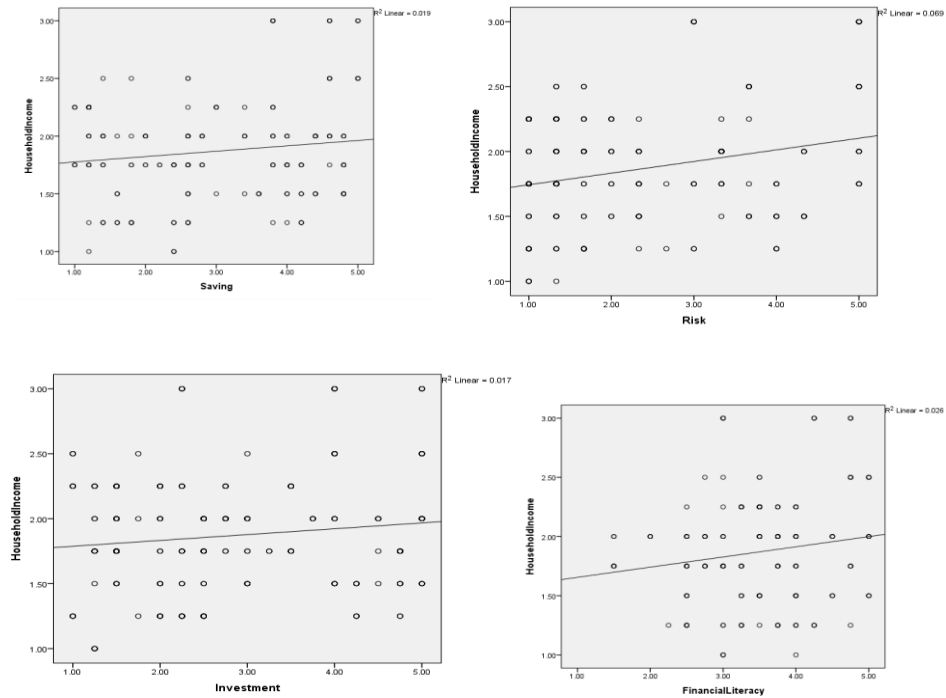 R² Linear = 0.019
3.00
2.50
2.00
1.50
1.00
HouseholdIncome
1.00 2.00 3.00 4.00 5.00
Saving
R² Linear = 0.069
3.00
2.50
2.00
1.50
1.00
HouseholdIncome
1.00 2.00 3.00 4.00 5.00
Risk
R² Linear = 0.017
3.00
2.50
2.00
1.50
1.00
HouseholdIncome
1.00 2.00 3.00 4.00 5.00
Investment
R² Linear = 0.026
3.00
2.50
2.00
1.50
1.00
HouseholdIncome
1.00 2.00 3.00 4.00 5.00
FinancialLiteracy